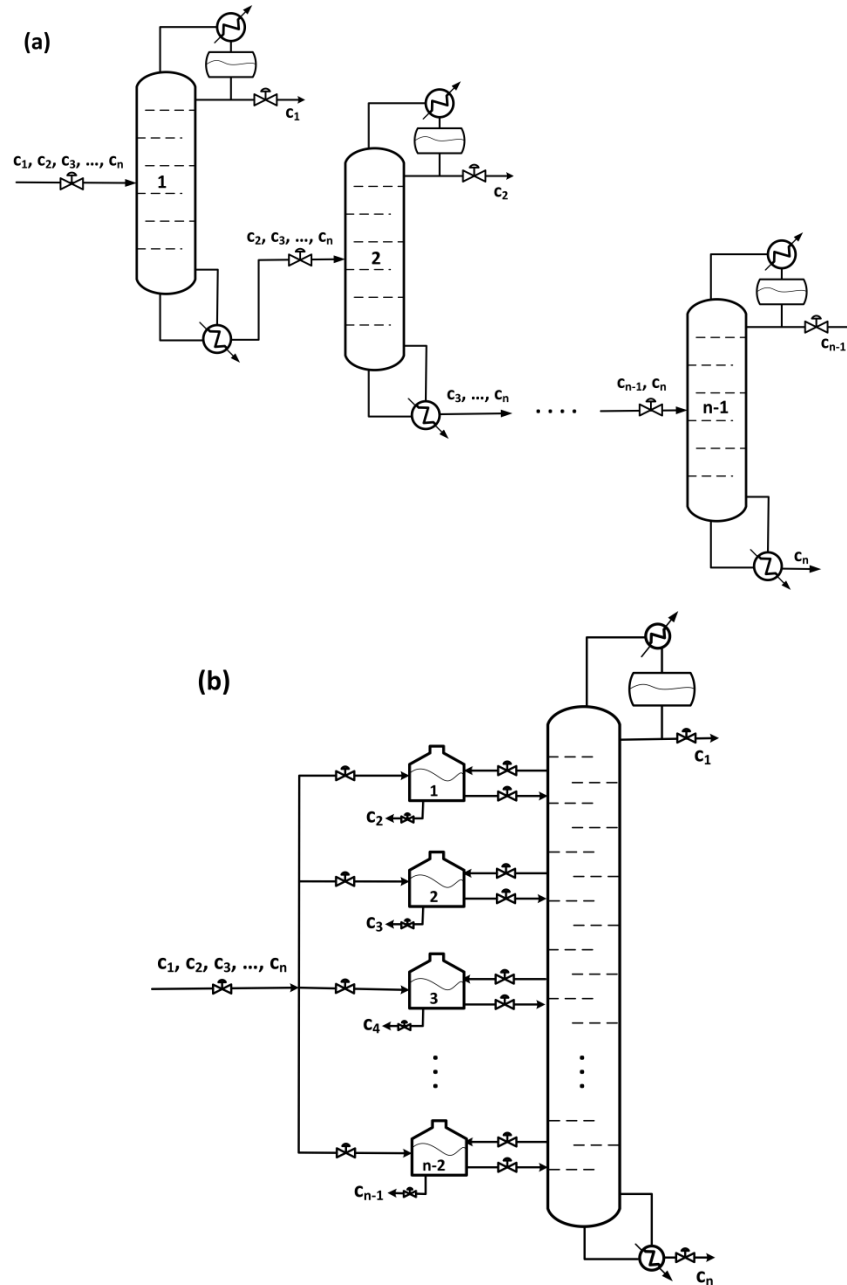 (a)
c₁
c₁, c₂, c₃, ..., cₙ
1
c₂
c₂, c₃, ..., cₙ
2
cₙ₋₁
c₃, ..., cₙ
cₙ₋₁, cₙ
n-1
cₙ
(b)
c₁
1
c₂
2
c₃
c₁, c₂, c₃, ..., cₙ
3
c₄
n-2
cₙ₋₁
cₙ